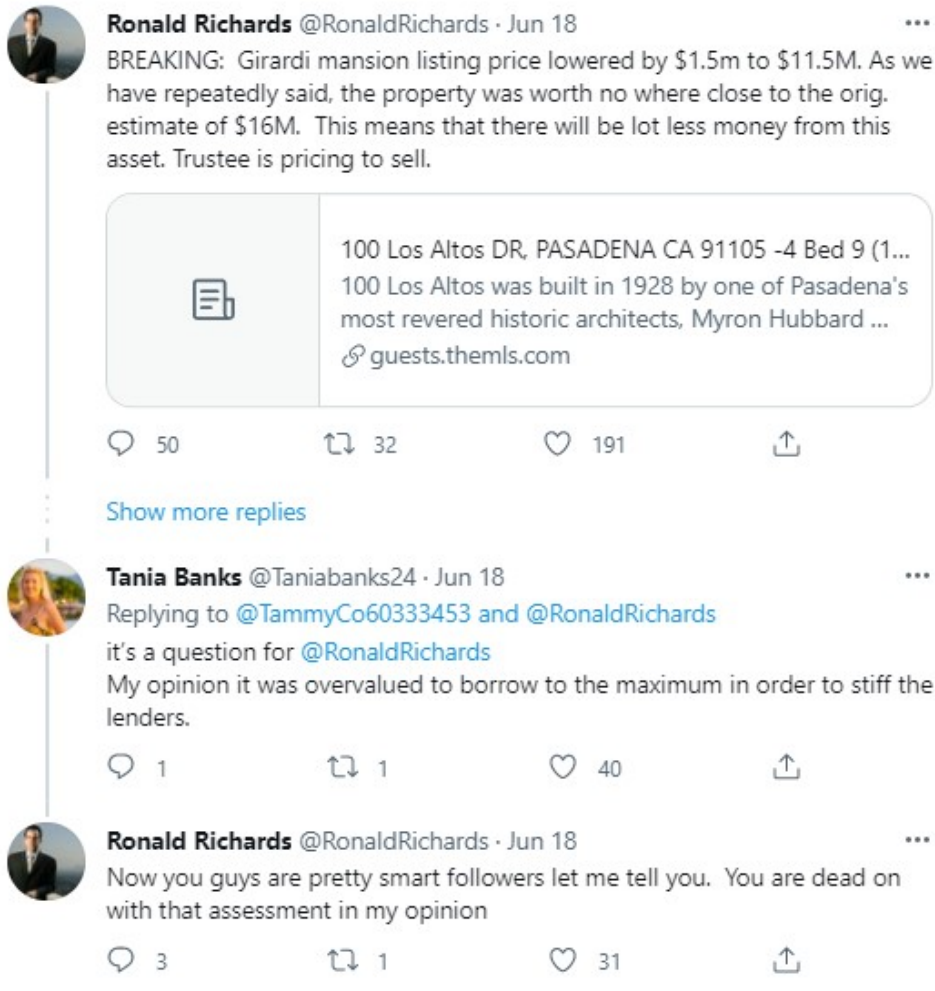 Ronald Richards @RonaldRichards · Jun 18
BREAKING:  Girardi mansion listing price lowered by $1.5m to $11.5M. As we
have repeatedly said, the property was worth no where close to the orig.
estimate of $16M.  This means that there will be lot less money from this
asset. Trustee is pricing to sell.
100 Los Altos DR, PASADENA CA 91105 -4 Bed 9 (1...
100 Los Altos was built in 1928 by one of Pasadena's
most revered historic architects, Myron Hubbard ...
guests.themls.com
50 32 191
Show more replies
Tania Banks @Taniabanks24 · Jun 18
Replying to @TammyCo60333453 and @RonaldRichards
it's a question for @RonaldRichards
My opinion it was overvalued to borrow to the maximum in order to stiff the
lenders.
1 1 40
Ronald Richards @RonaldRichards · Jun 18
Now you guys are pretty smart followers let me tell you.  You are dead on
with that assessment in my opinion
3 1 31